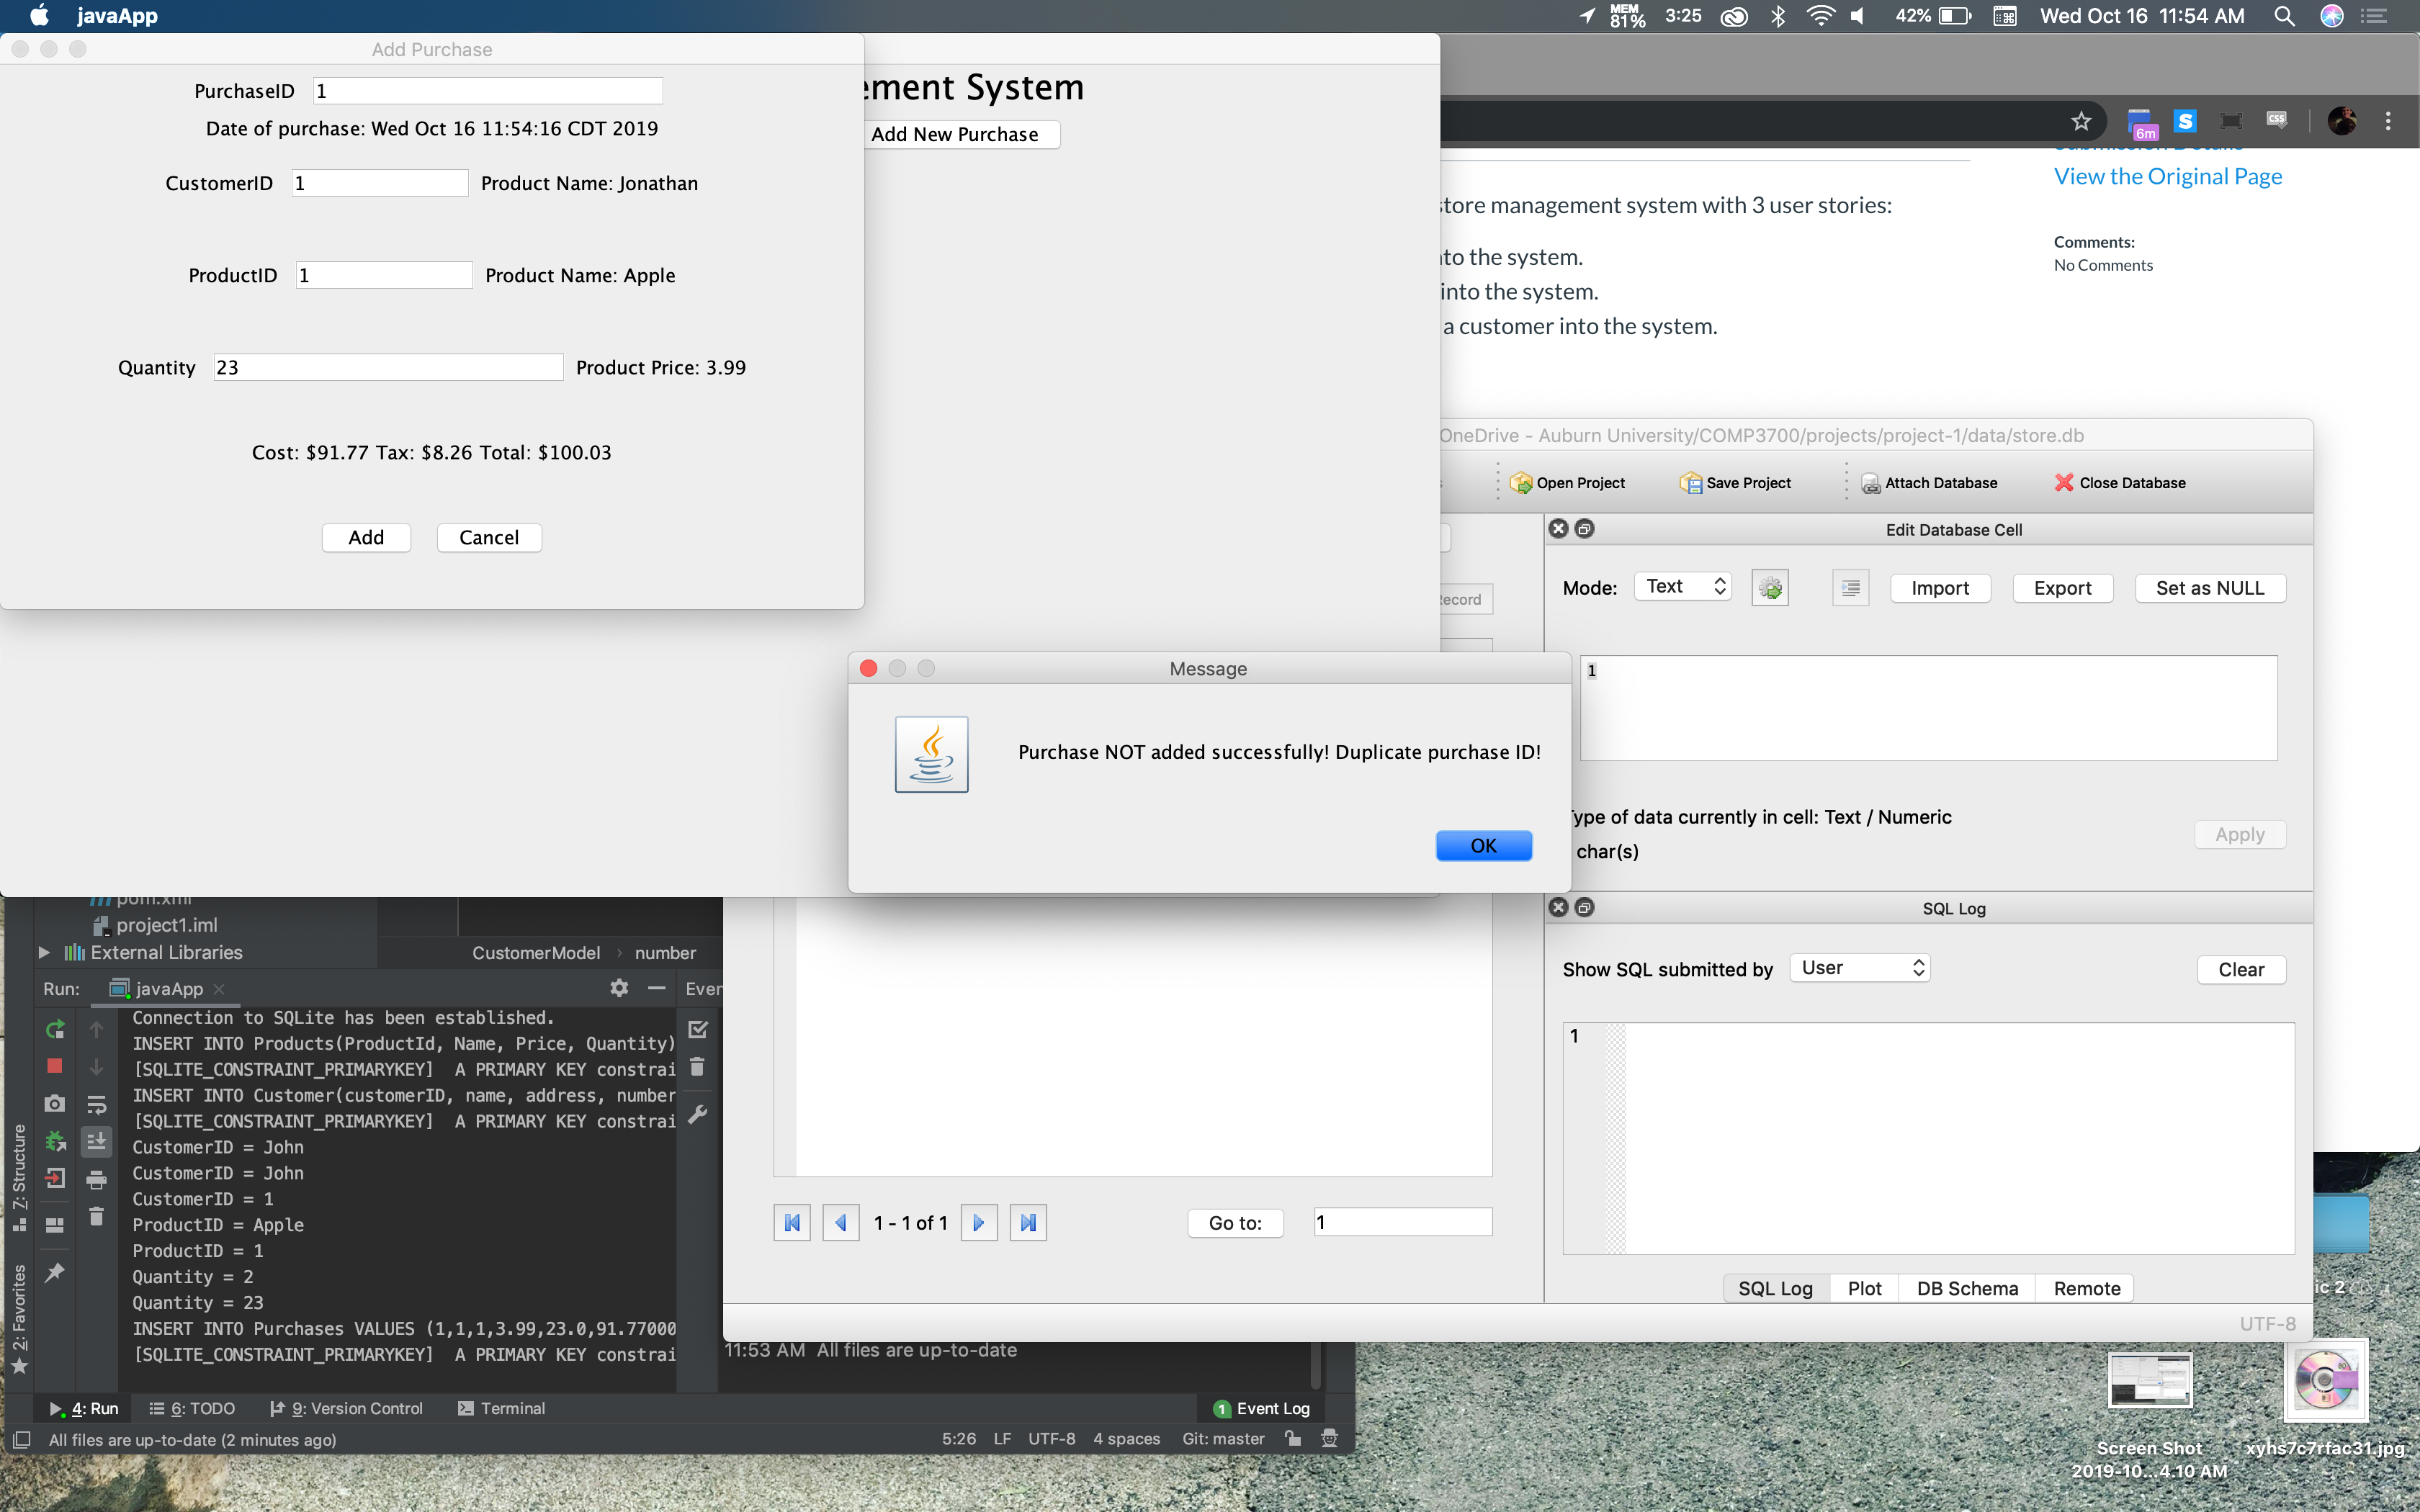 javaApp
MEM 81% 3:25 42% Wed Oct 16 11:54 AM
Add Purchase
PurchaseID 1
Date of purchase: Wed Oct 16 11:54:16 CDT 2019
CustomerID 1 Product Name: Jonathan
ProductID 1 Product Name: Apple
Quantity 23 Product Price: 3.99
Cost: $91.77 Tax: $8.26 Total: $100.03
Add Cancel
ement System
Add New Purchase
6m S CSS
View the Original Page
Comments:
No Comments
store management system with 3 user stories:
to the system.
into the system.
a customer into the system.
OneDrive - Auburn University/COMP3700/projects/project-1/data/store.db
Open Project Save Project Attach Database Close Database
Edit Database Cell
Mode: Text Import Export Set as NULL
ecord
1
Type of data currently in cell: Text / Numeric
char(s)
Apply
Message
Purchase NOT added successfully! Duplicate purchase ID!
OK
SQL Log
Show SQL submitted by User Clear
1
1 - 1 of 1 Go to: 1
SQL Log Plot DB Schema Remote
UTF-8
pom.xml
project1.iml
External Libraries
CustomerModel number
Run: javaApp Ever
Connection to SQLite has been established.
INSERT INTO Products(ProductId, Name, Price, Quantity)
[SQLITE_CONSTRAINT_PRIMARYKEY] A PRIMARY KEY constrai
INSERT INTO Customer(customerID, name, address, number
[SQLITE_CONSTRAINT_PRIMARYKEY] A PRIMARY KEY constrai
CustomerID = John
CustomerID = John
CustomerID = 1
ProductID = Apple
ProductID = 1
Quantity = 2
Quantity = 23
INSERT INTO Purchases VALUES (1,1,1,3.99,23.0,91.77000
[SQLITE_CONSTRAINT_PRIMARYKEY] A PRIMARY KEY constrai
Z: Structure
2: Favorites
11:53 AM All files are up-to-date
4: Run 6: TODO 9: Version Control Terminal 1 Event Log
All files are up-to-date (2 minutes ago) 5:26 LF UTF-8 4 spaces Git: master
ic 2
Screen Shot
2019-10...4.10 AM
xyhs7c7rfac31.jpg